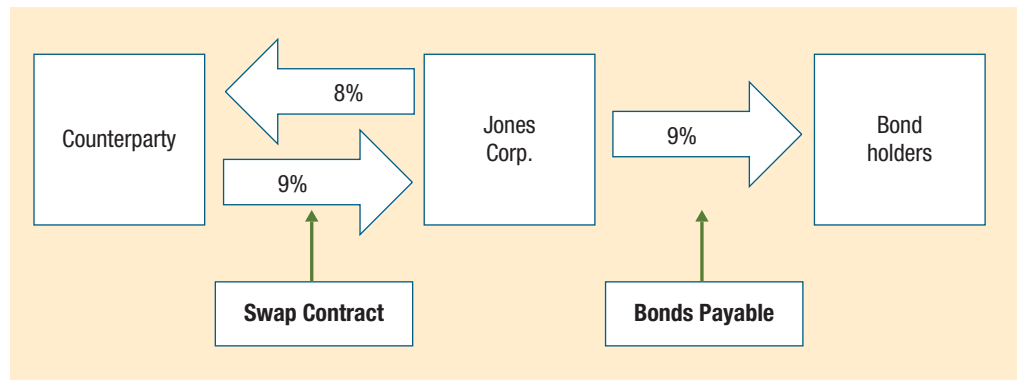 Counterparty
8%
9%
Jones
Corp.
9%
Bond
holders
Swap Contract
Bonds Payable